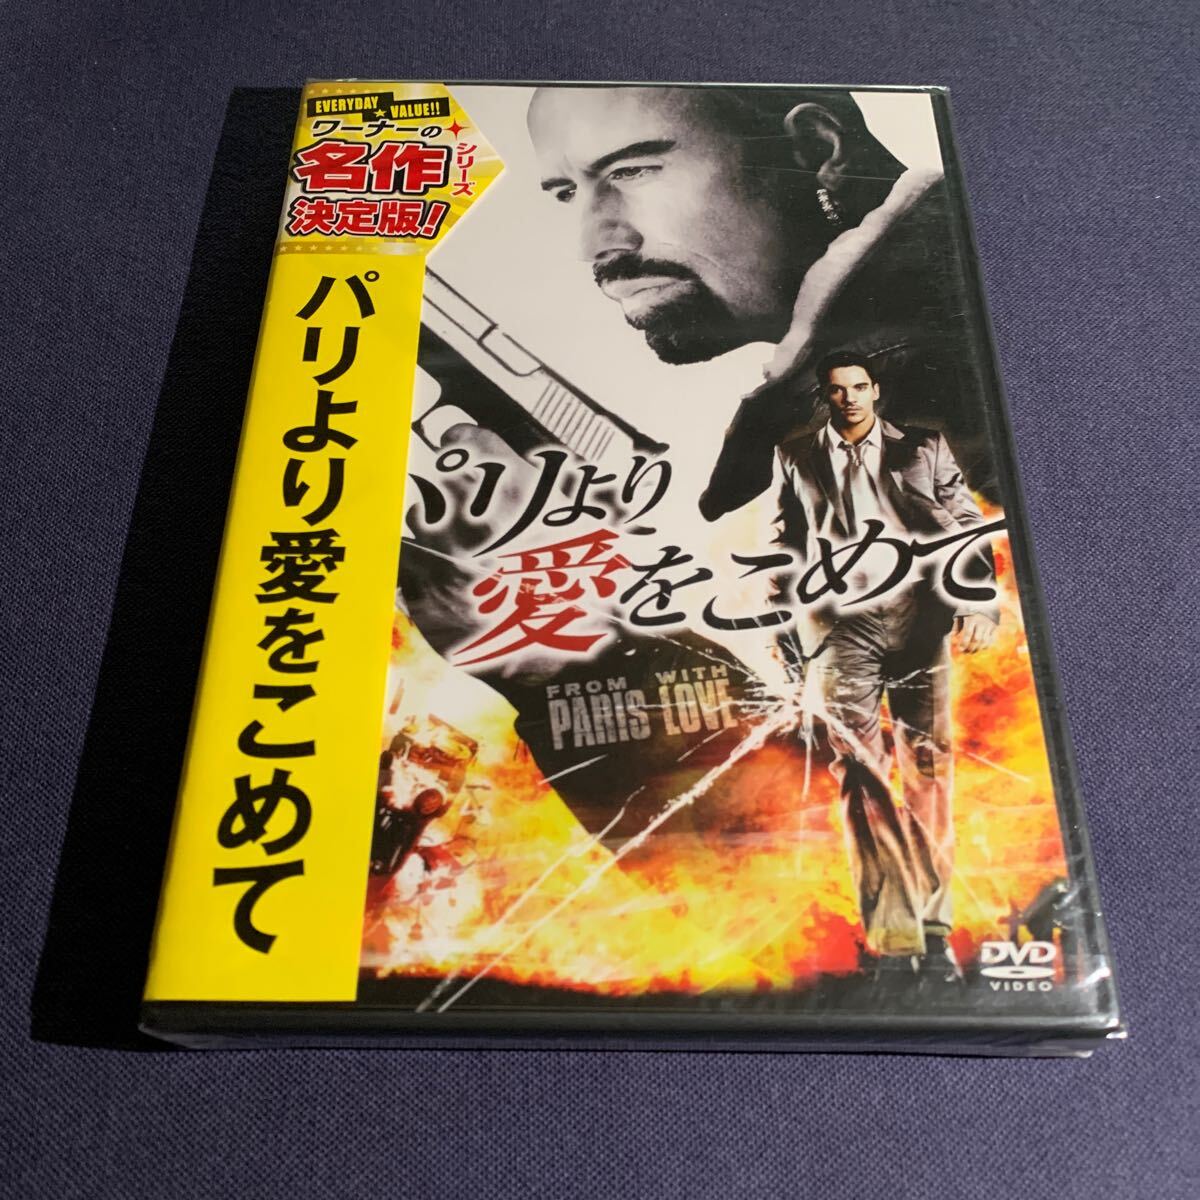 EVERYDAY VALUE!!
ワーナーの
名作
シリーズ
決定版!
パリより愛をこめて
パリより
愛をこめて
FROM WITH
PARIS LOVE
DVD
VIDEO